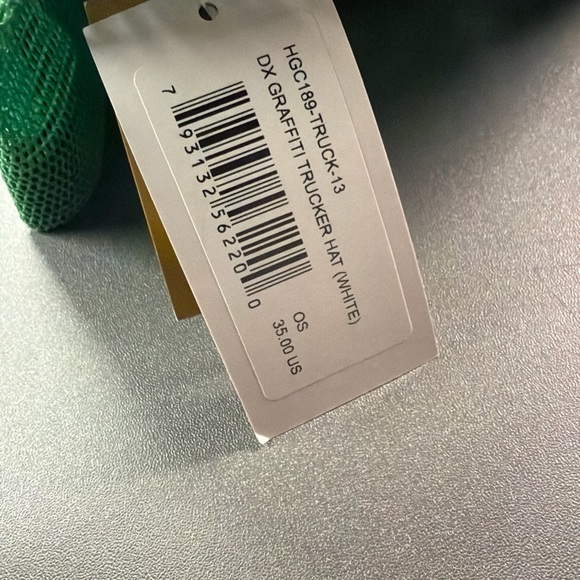 HGC189-TRUCK-13
DX GRAFFITI TRUCKER HAT (WHITE)
7 93132 56220 0
OS
35.00 US